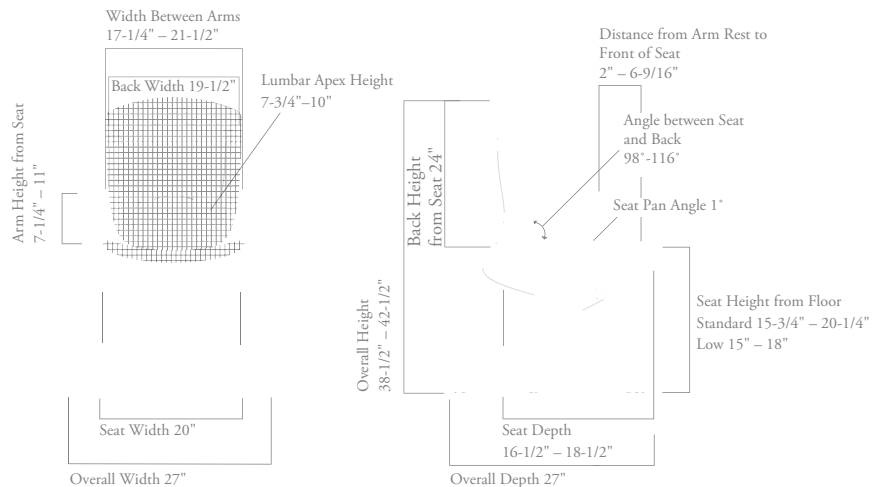 Width Between Arms
17-1/4" – 21-1/2"
Back Width 19-1/2"
Lumbar Apex Height
7-3/4"–10"
Arm Height from Seat
7-1/4" – 11"
Seat Width 20"
Overall Width 27"
Distance from Arm Rest to
Front of Seat
2" – 6-9/16"
Angle between Seat
and Back
98˚-116˚
Back Height
from Seat 24"
Seat Pan Angle 1˚
Overall Height
38-1/2" – 42-1/2"
Seat Height from Floor
Standard 15-3/4" – 20-1/4"
Low 15" – 18"
Seat Depth
16-1/2" – 18-1/2"
Overall Depth 27"